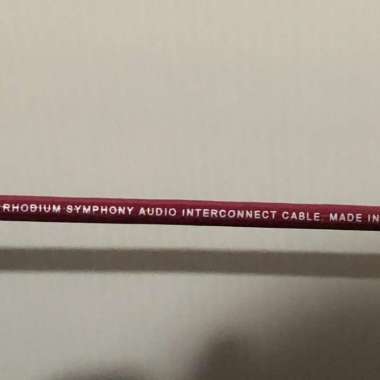 RHODIUM SYMPHONY AUDIO INTERCONNECT CABLE. MADE IN